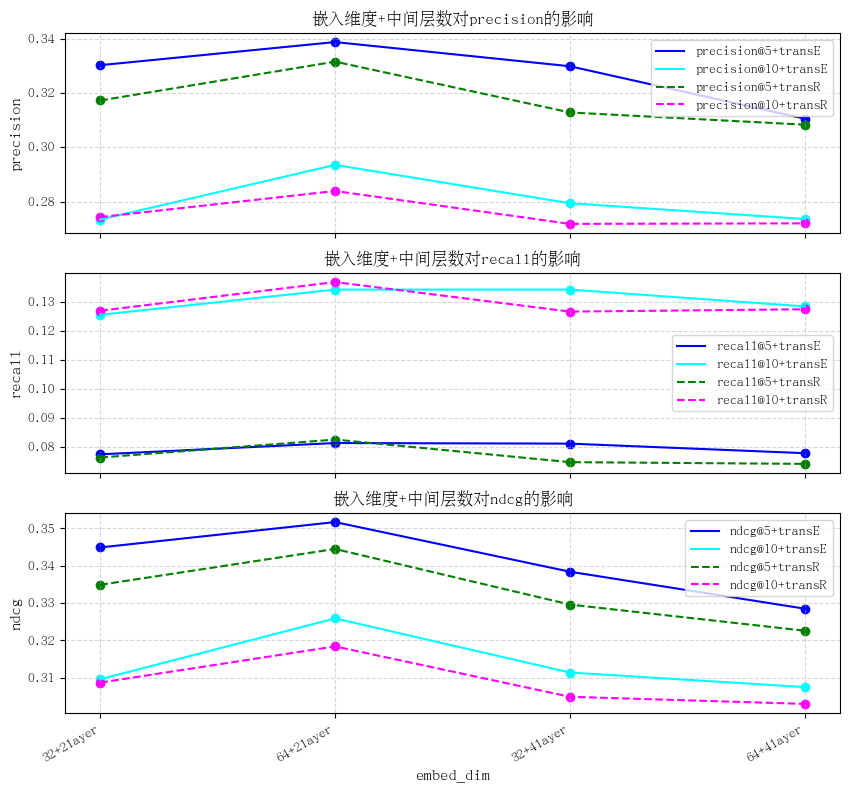 嵌入维度+中间层数对precision的影响
0.34
0.32
0.30
0.28
precision
precision@5+transE
precision@10+transE
precision@5+transR
precision@10+transR
嵌入维度+中间层数对recall的影响
0.13
0.12
0.11
0.10
0.09
0.08
recall
recall@5+transE
recall@10+transE
recall@5+transR
recall@10+transR
嵌入维度+中间层数对ndcg的影响
0.35
0.34
0.33
0.32
0.31
ndcg
ndcg@5+transE
ndcg@10+transE
ndcg@5+transR
ndcg@10+transR
32+2layer
64+2layer
32+4layer
64+4layer
embed_dim